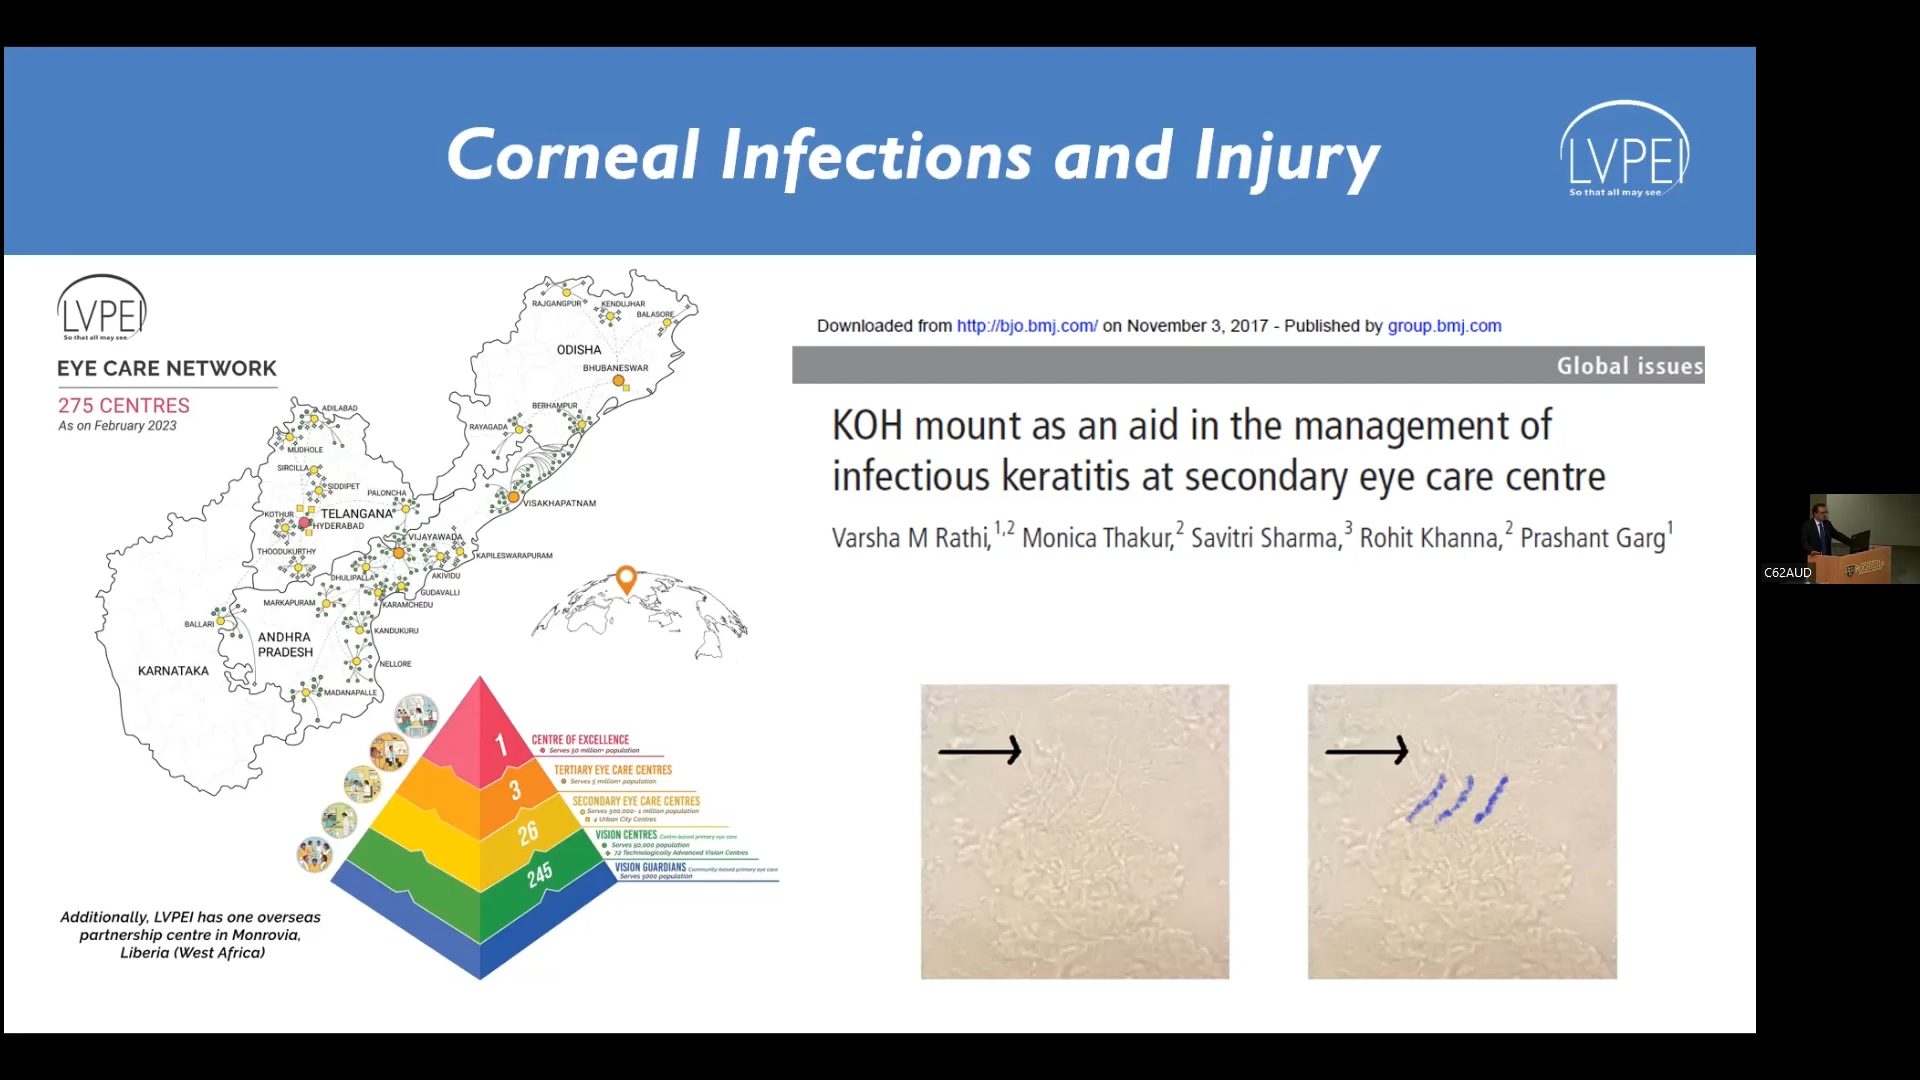 Corneal Infections and Injury
LVPEI
So that all may see
LVPEI
So that all may see
EYE CARE NETWORK
275 CENTRES
As on February 2023
RAJGANGPUR
KENDUJHAR
BALASORE
ODISHA
BHUBANESWAR
BERHAMPUR
RAYAGADA
ADILABAD
MUDHOLE
SIRCILLA
SIDDIPET
PALONCHA
VISAKHAPATNAM
KOTHUR
TELANGANA
HYDERABAD
VIJAYAWADA
THOODUKURTHY
KAPILESWARAPURAM
DHULIPALLA
AKIVIDU
GUDAVALLI
MARKAPURAM
KARAMCHEDU
BALLARI
KANDUKURU
ANDHRA
PRADESH
NELLORE
KARNATAKA
MADANAPALLE
1
CENTRE OF EXCELLENCE
Serves 50 million+ population
3
TERTIARY EYE CARE CENTRES
Serves 5 million+ population
26
SECONDARY EYE CARE CENTRES
Serves 500,000- 1 million population
4 Urban City Centres
245
VISION CENTRES Centre-based primary eye care
Serves 50,000 population
72 Technologically Advanced Vision Centres
VISION GUARDIANS Community-based primary eye care
Serves 5000 population
Additionally, LVPEI has one overseas
partnership centre in Monrovia,
Liberia (West Africa)
Downloaded from http://bjo.bmj.com/ on November 3, 2017 - Published by group.bmj.com
Global issues
KOH mount as an aid in the management of
infectious keratitis at secondary eye care centre
Varsha M Rathi,1,2 Monica Thakur,2 Savitri Sharma,3 Rohit Khanna,2 Prashant Garg1
C62AUD